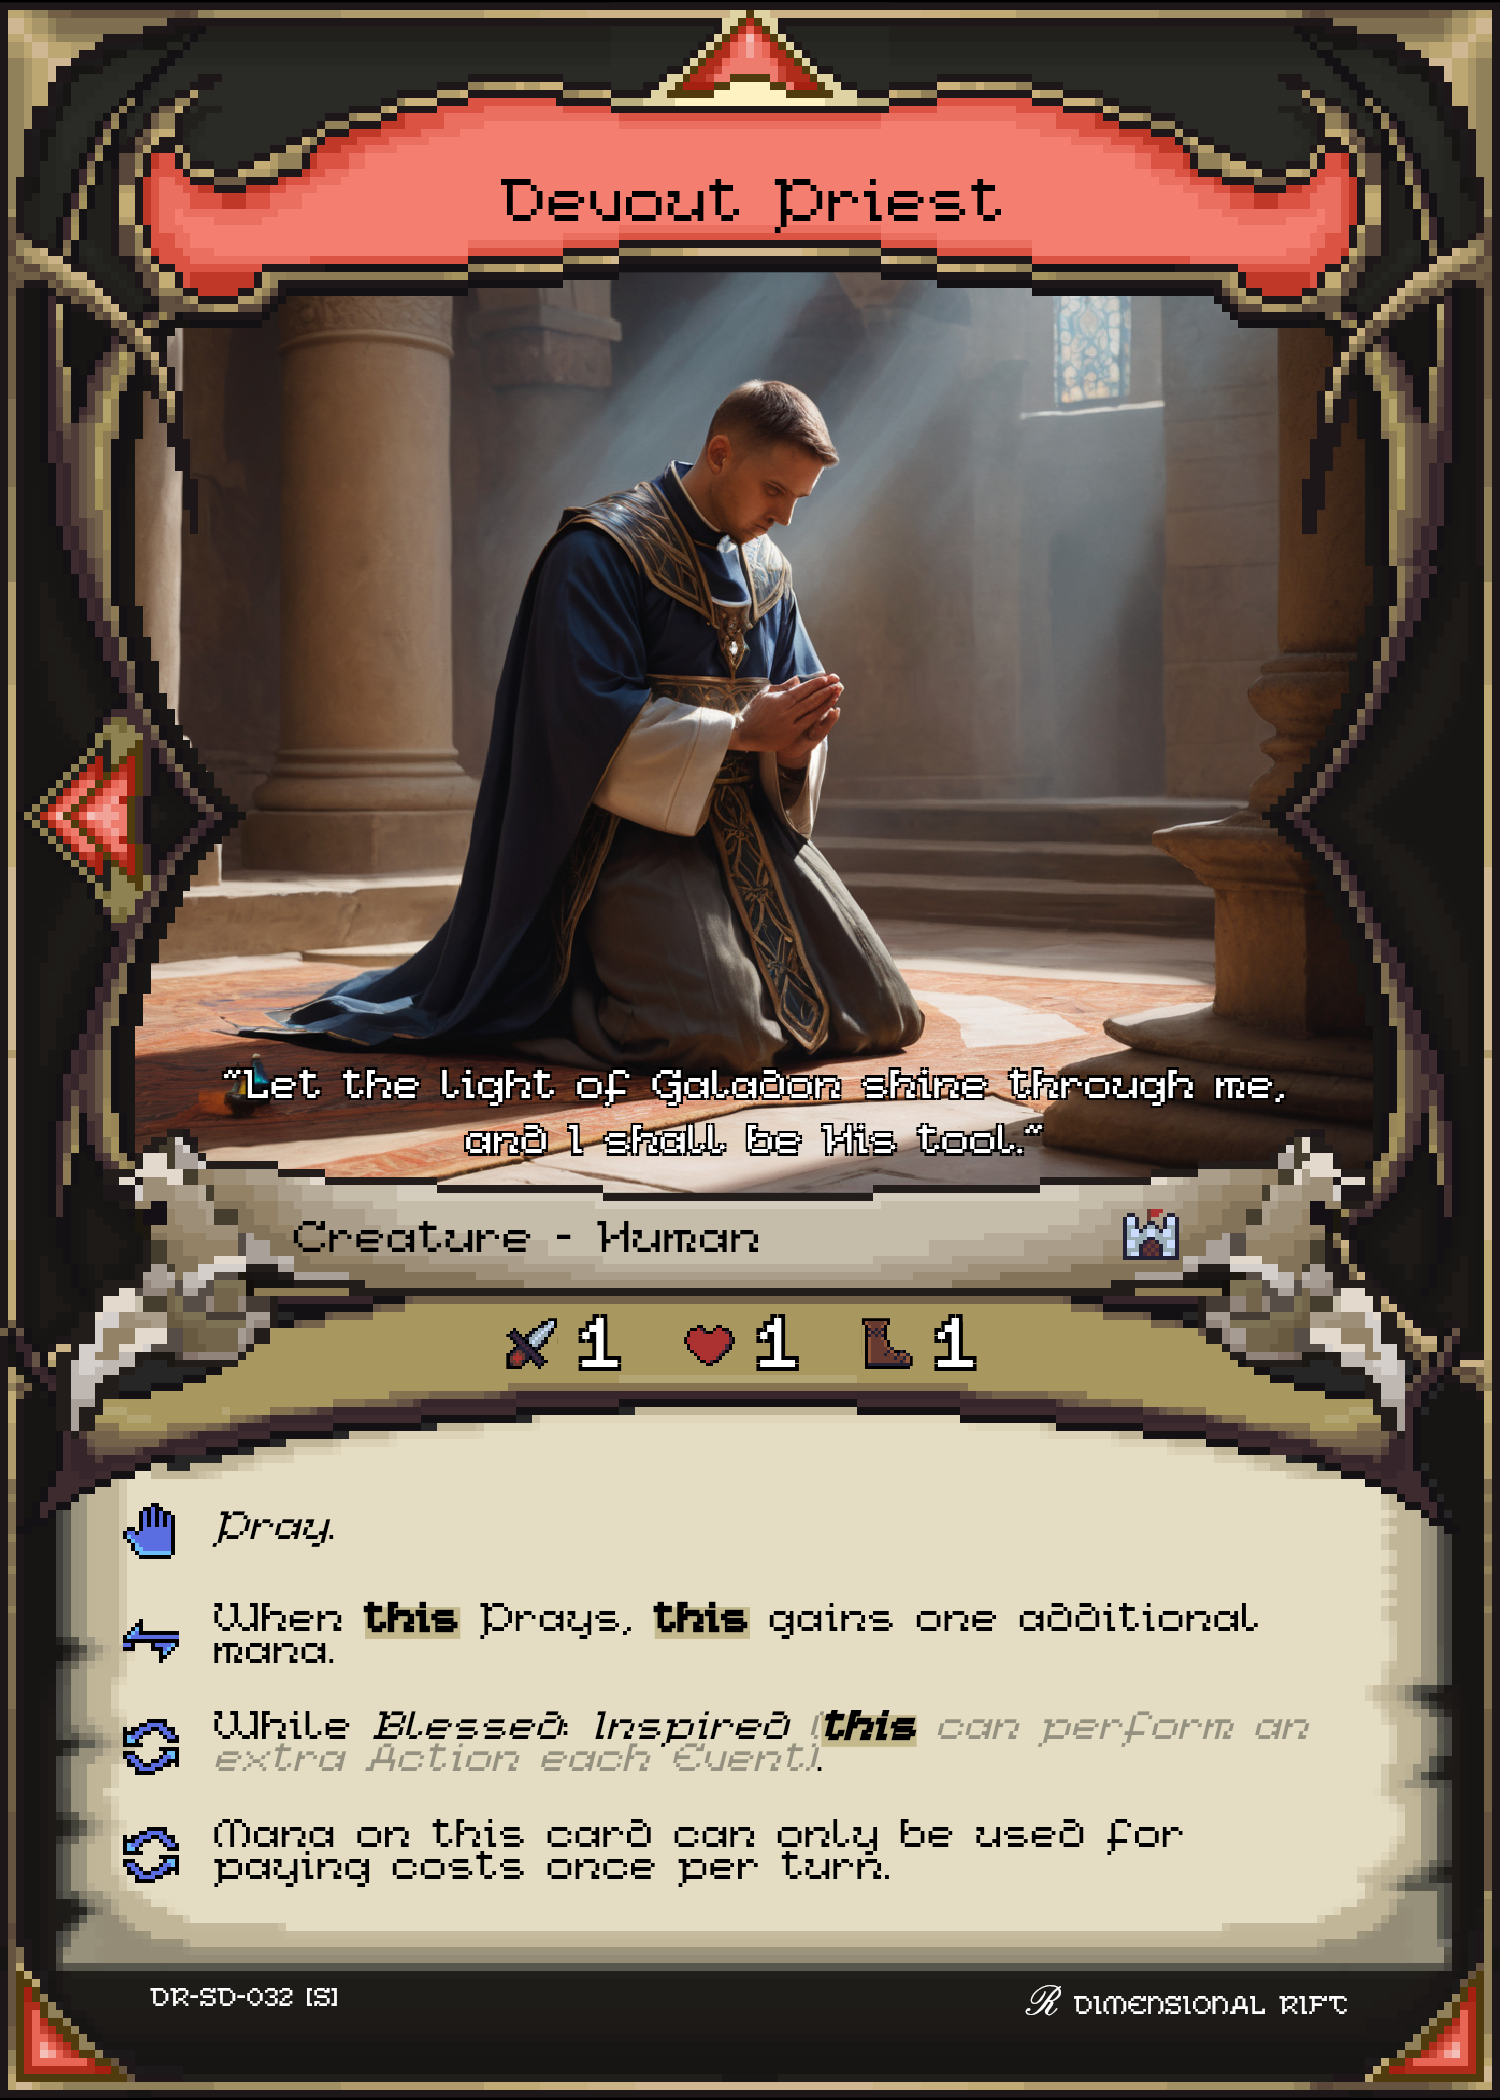 Devout Priest
"Let the light of Galadon shine through me,
and I shall be His tool."
Creature - Human
1 1 1
Pray.
When this Prays, this gains one additional
mana.
While Blessed: Inspired (this can perform an
extra Action each Event).
Mana on this card can only be used for
paying costs once per turn.
DR-SD-032 [S]
R DIMENSIONAL RIFT